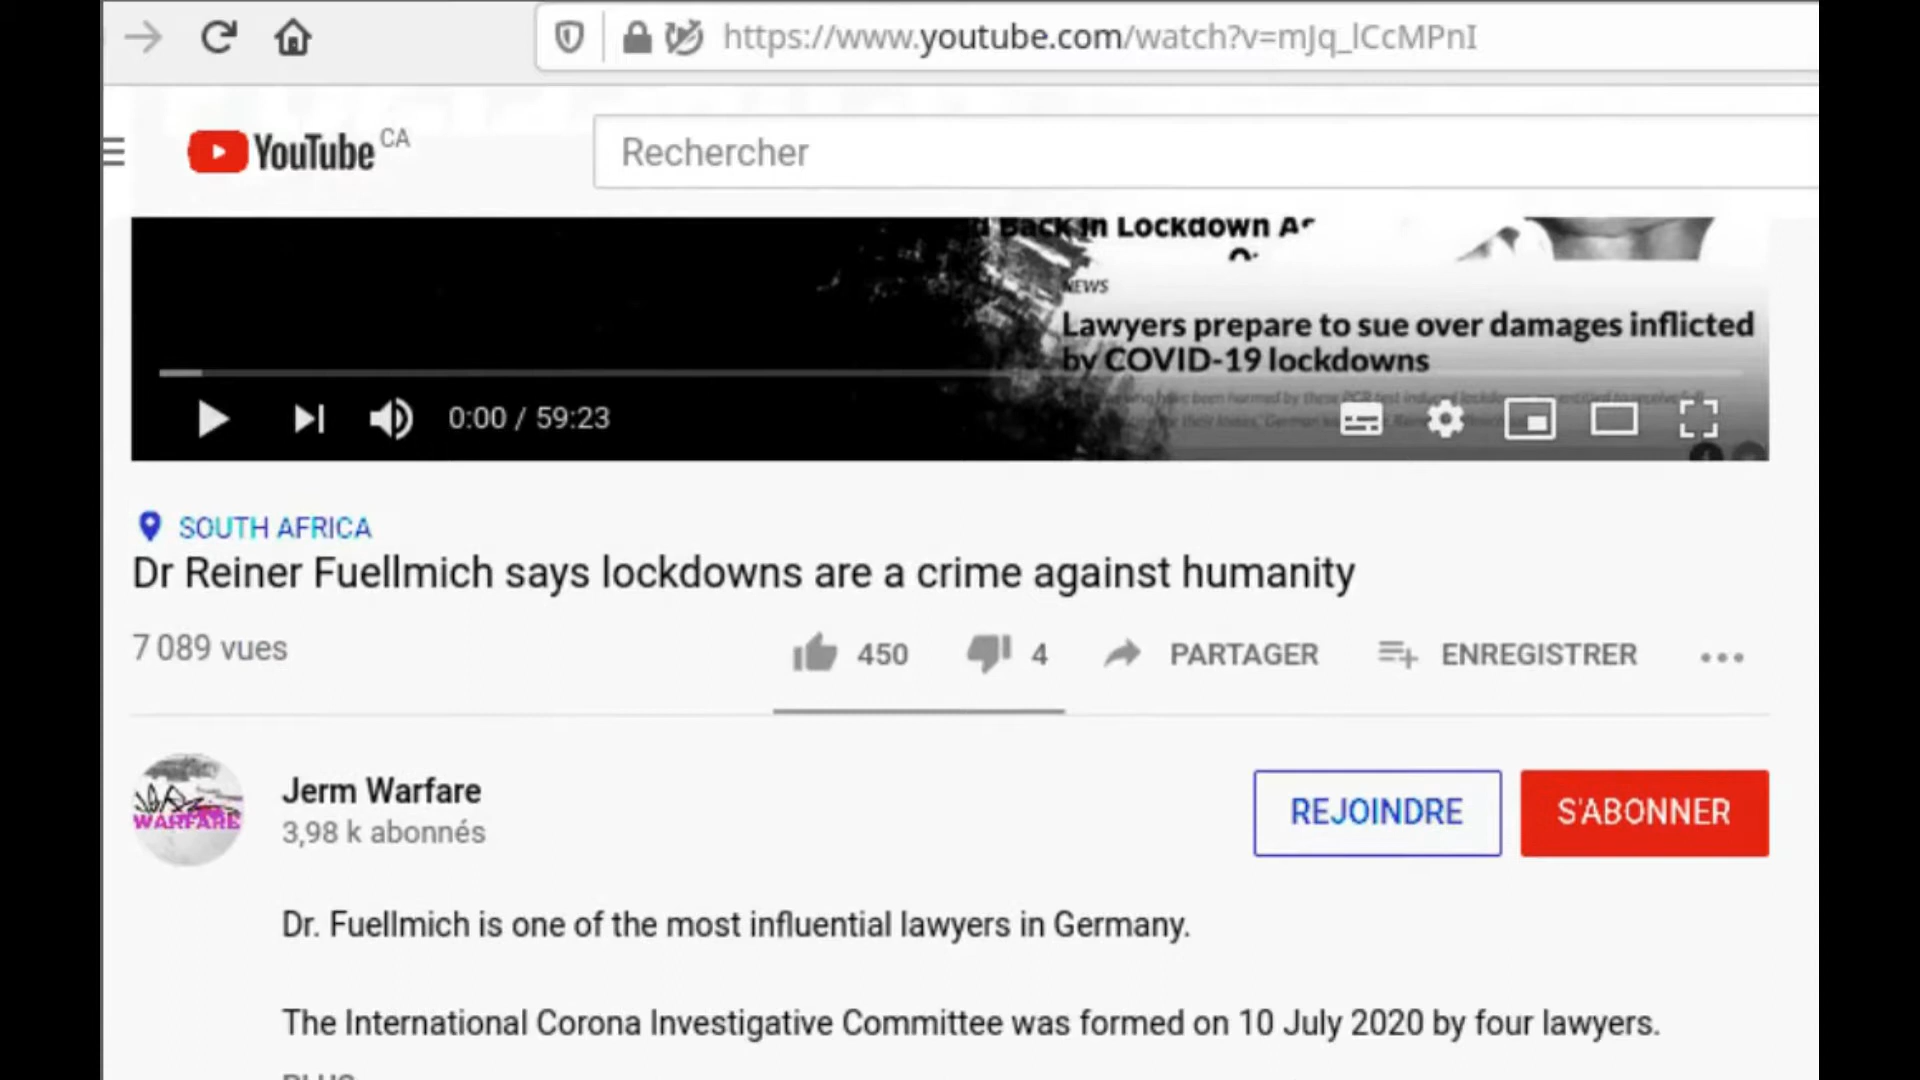 https://www.youtube.com/watch?v=mJq_lCcMPnI
YouTube CA
Rechercher
Back In Lockdown
NEWS
Lawyers prepare to sue over damages inflicted
by COVID-19 lockdowns
0:00 / 59:23
SOUTH AFRICA
Dr Reiner Fuellmich says lockdowns are a crime against humanity
7 089 vues
450
4
PARTAGER
ENREGISTRER
WARFARE
Jerm Warfare
3,98 k abonnés
REJOINDRE
S'ABONNER
Dr. Fuellmich is one of the most influential lawyers in Germany.
The International Corona Investigative Committee was formed on 10 July 2020 by four lawyers.
PLUS